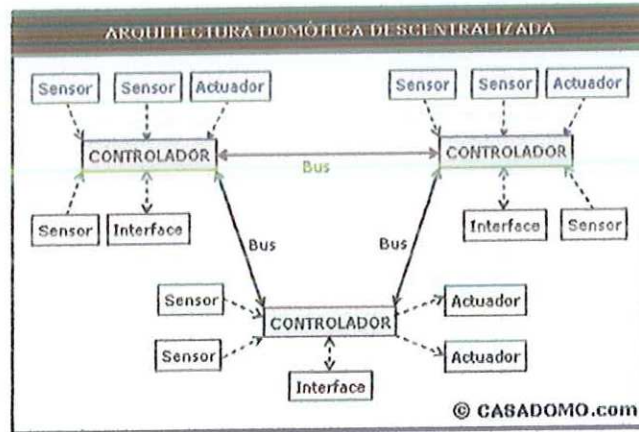 ARQUITECTURA DOMÓTICA DESCENTRALIZADA
Sensor Sensor Actuador
CONTROLADOR
Sensor Interface
Sensor Sensor Actuador
CONTROLADOR
Interface Sensor
Bus
Bus
Bus
Sensor
Sensor
CONTROLADOR
Actuador
Actuador
Interface
© CASADOMO.com